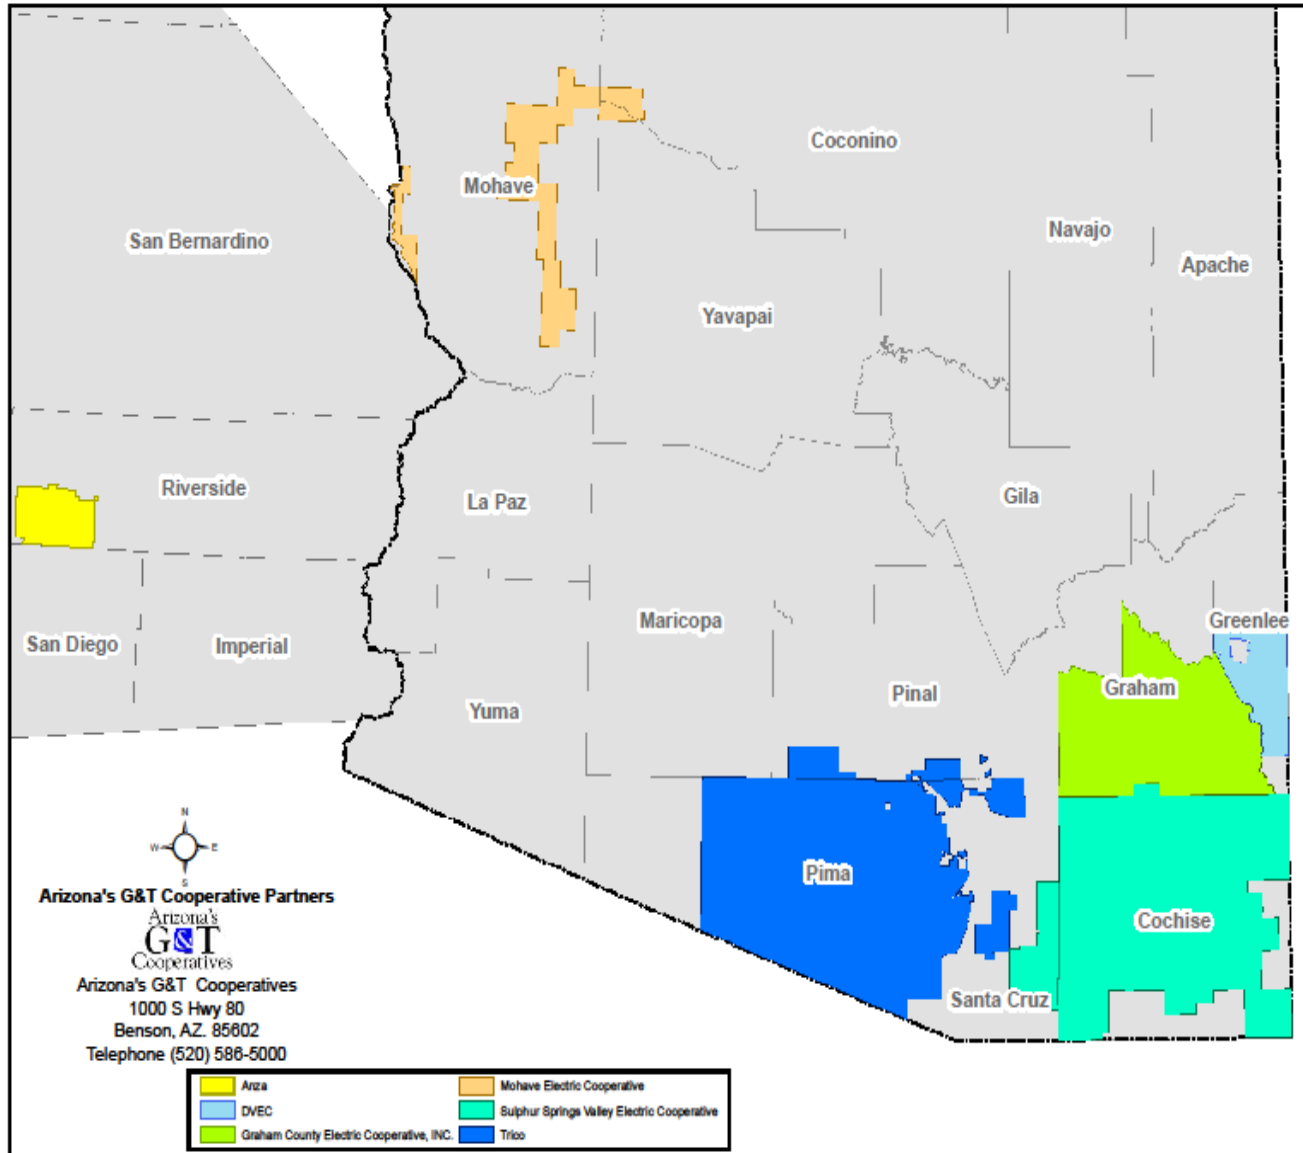 Coconino
Mohave
Navajo
San Bernardino
Apache
Yavapai
Riverside
La Paz
Gila
Maricopa
Greenlee
San Diego
Imperial
Graham
Pinal
Yuma
N
W E
S
Pima
Arizona's G&T Cooperative Partners
Arizona's
G&T
Cooperatives
Cochise
Arizona's G&T Cooperatives
Santa Cruz
1000 S Hwy 80
Benson, AZ. 85602
Telephone (520) 586-5000
Anza
Mohave Electric Cooperative
DVEC
Sulphur Springs Valley Electric Cooperative
Graham County Electric Cooperative, INC.
Trico